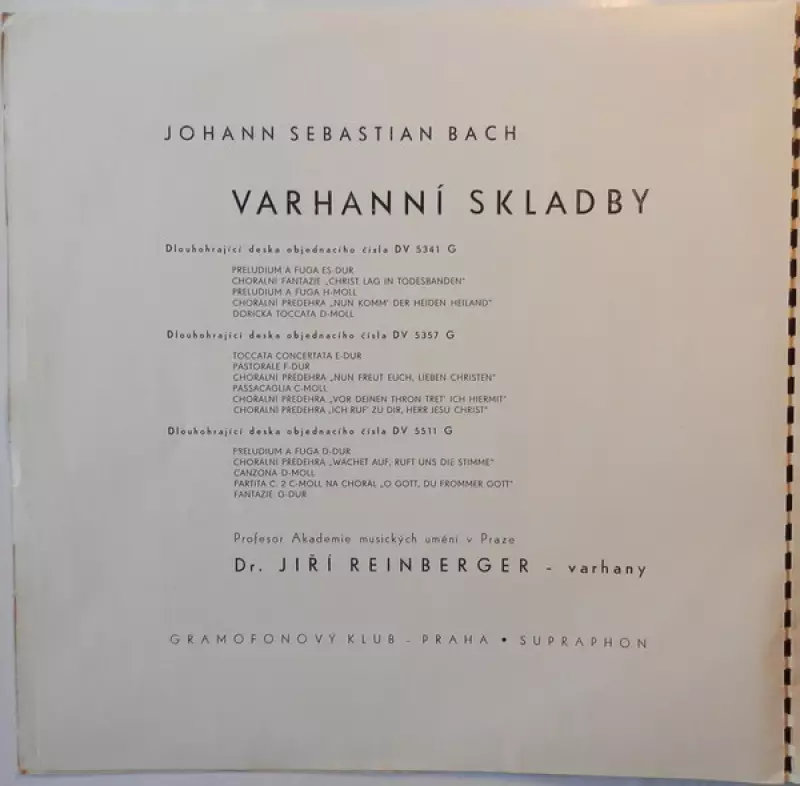 JOHANN SEBASTIAN BACH
VARHANNÍ SKLADBY
Dlouhohrající deska objednacího čísla DV 5341 G
PRELUDIUM A FUGA ES-DUR
CHORALNÍ FANTAZIE „CHRIST LAG IN TODESBANDEN"
PRELUDIUM A FUGA H-MOLL
CHORALNÍ PREDEHRA „NUN KOMM' DER HEIDEN HEILAND"
DORICKA TOCCATA D-MOLL
Dlouhohrající deska objednacího čísla DV 5357 G
TOCCATA CONCERTATA E-DUR
PASTORALE F-DUR
CHORALNÍ PREDEHRA „NUN FREUT EUCH, LIEBEN CHRISTEN"
PASSACAGLIA C-MOLL
CHORALNÍ PREDEHRA „VOR DEINEN THRON TRET' ICH HIERMIT"
CHORALNÍ PREDEHRA „ICH RUF' ZU DIR, HERR JESU CHRIST"
Dlouhohrající deska objednacího čísla DV 5511 G
PRELUDIUM A FUGA D-DUR
CHORALNÍ PREDEHRA „WACHET AUF, RUFT UNS DIE STIMME"
CANZONA D-MOLL
PARTITA C. 2 C-MOLL NA CHORAL „O GOTT, DU FROMMER GOTT"
FANTAZIE G-DUR
Profesor Akademie musických umění v Praze
Dr. JIŘÍ REINBERGER - varhany
GRAMOFONOVÝ KLUB - PRAHA • SUPRAPHON